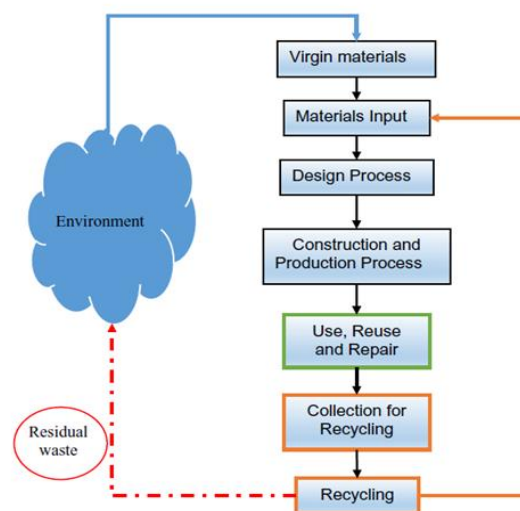 Virgin materials
Materials Input
Design Process
Environment
Construction and
Production Process
Use, Reuse
and Repair
Collection for
Recycling
Residual
waste
Recycling